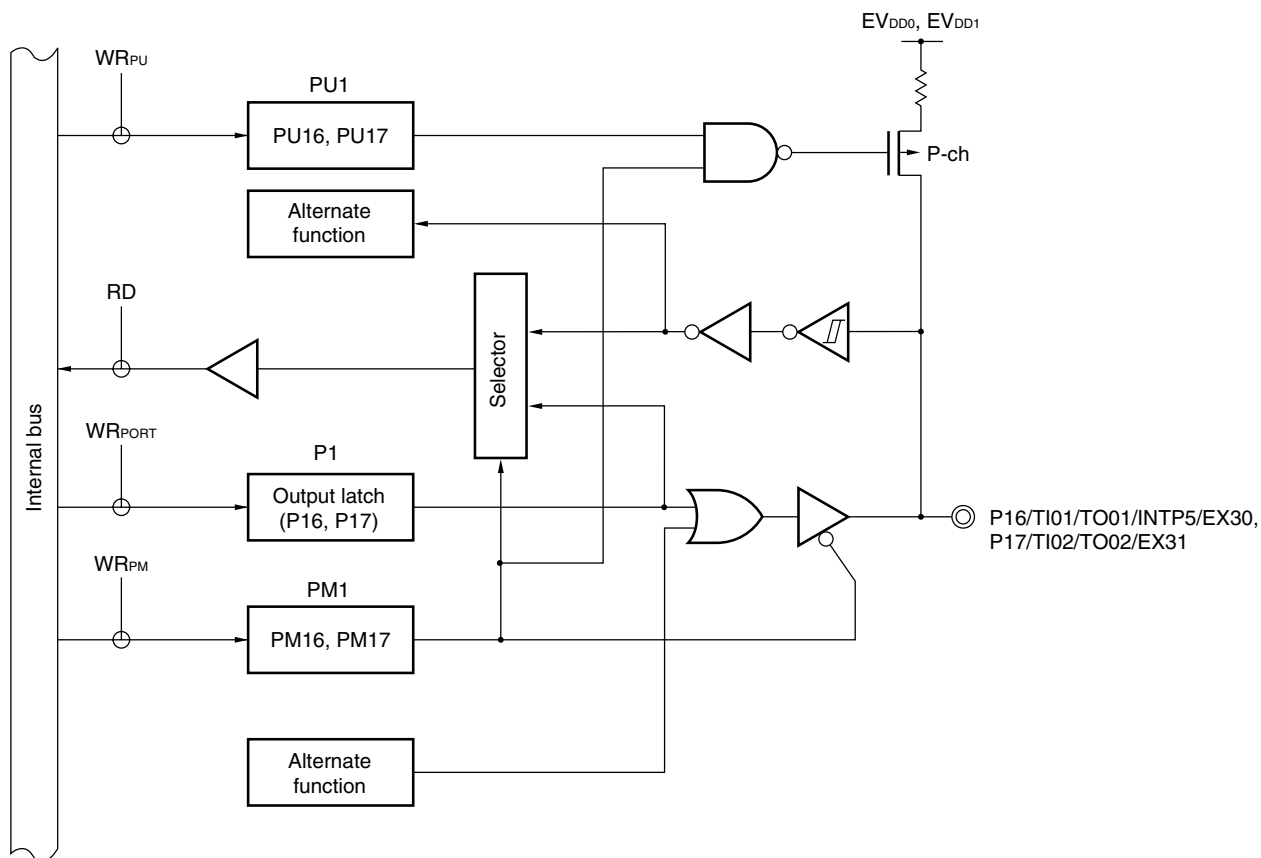 EVDD0, EVDD1
WRPU
PU1
PU16, PU17
P-ch
Alternate
function
RD
Selector
Internal bus
WRPORT
P1
Output latch
(P16, P17)
P16/TI01/TO01/INTP5/EX30,
P17/TI02/TO02/EX31
WRPM
PM1
PM16, PM17
Alternate
function